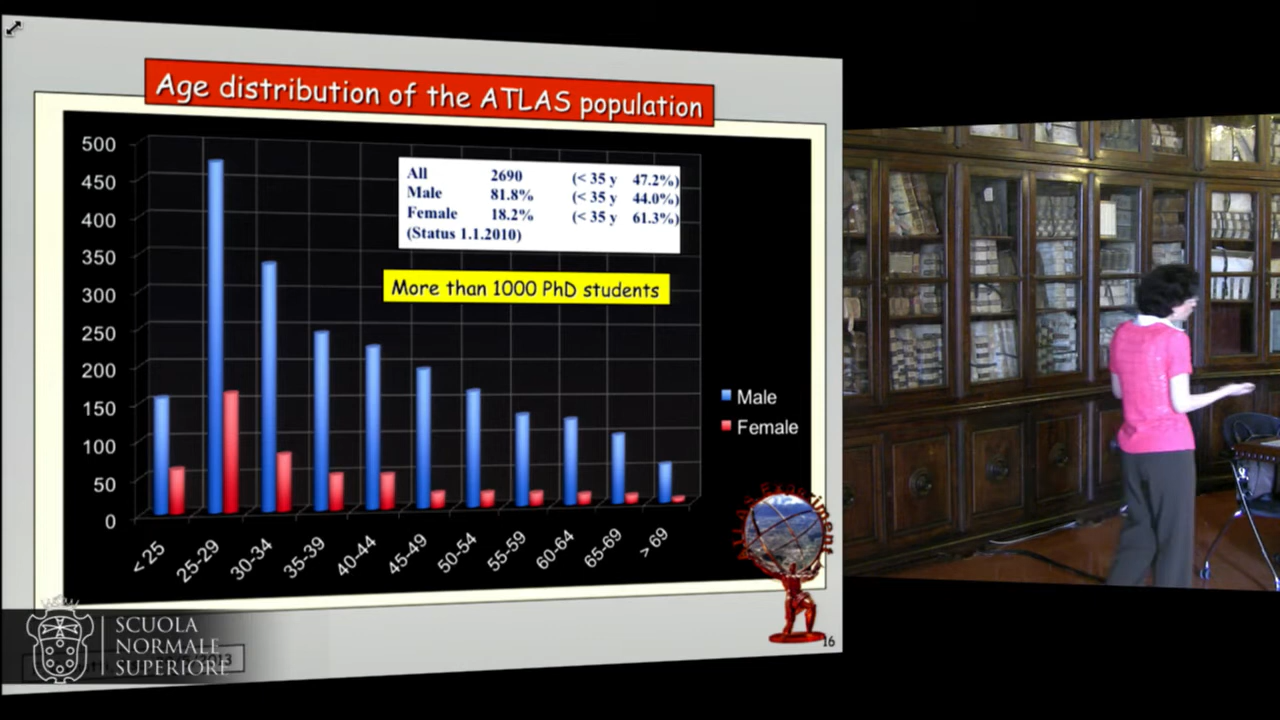 Age distribution of the ATLAS population
500
450
400
350
300
250
200
150
100
50
0
All 2690 (< 35 y 47.2%)
Male 81.8% (< 35 y 44.0%)
Female 18.2% (< 35 y 61.3%)
(Status 1.1.2010)
More than 1000 PhD students
Male
Female
< 25
25-29
30-34
35-39
40-44
45-49
50-54
55-59
60-64
65-69
> 69
Atlas Experiment
16
SCUOLA
NORMALE
SUPERIORE
2013